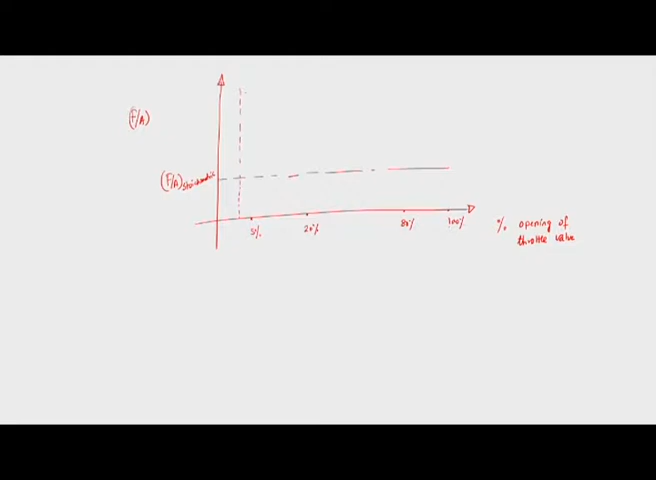 (F/A)
(F/A)stoichiometric
5%
20%
80%
100%
% opening of
throttle valve